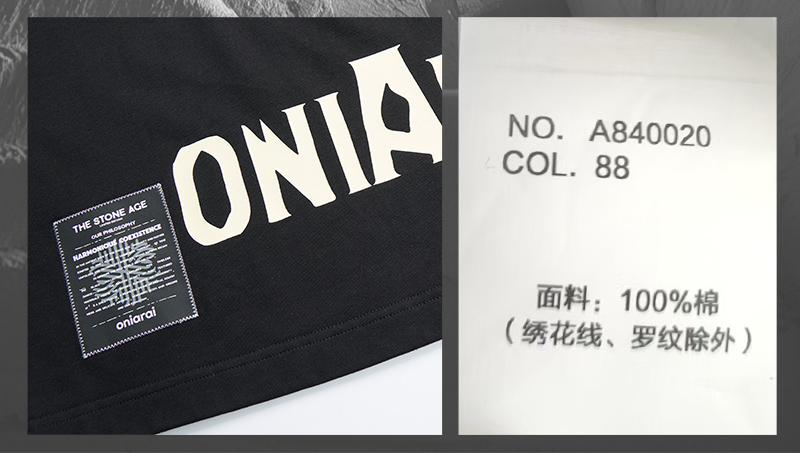 ONIA
THE STONE AGE
OUR PHILOSOPHY
HARMONIOUS COEXISTENCE
oniarai
NO. A840020
COL. 88
面料：100%棉
（绣花线、罗纹除外）